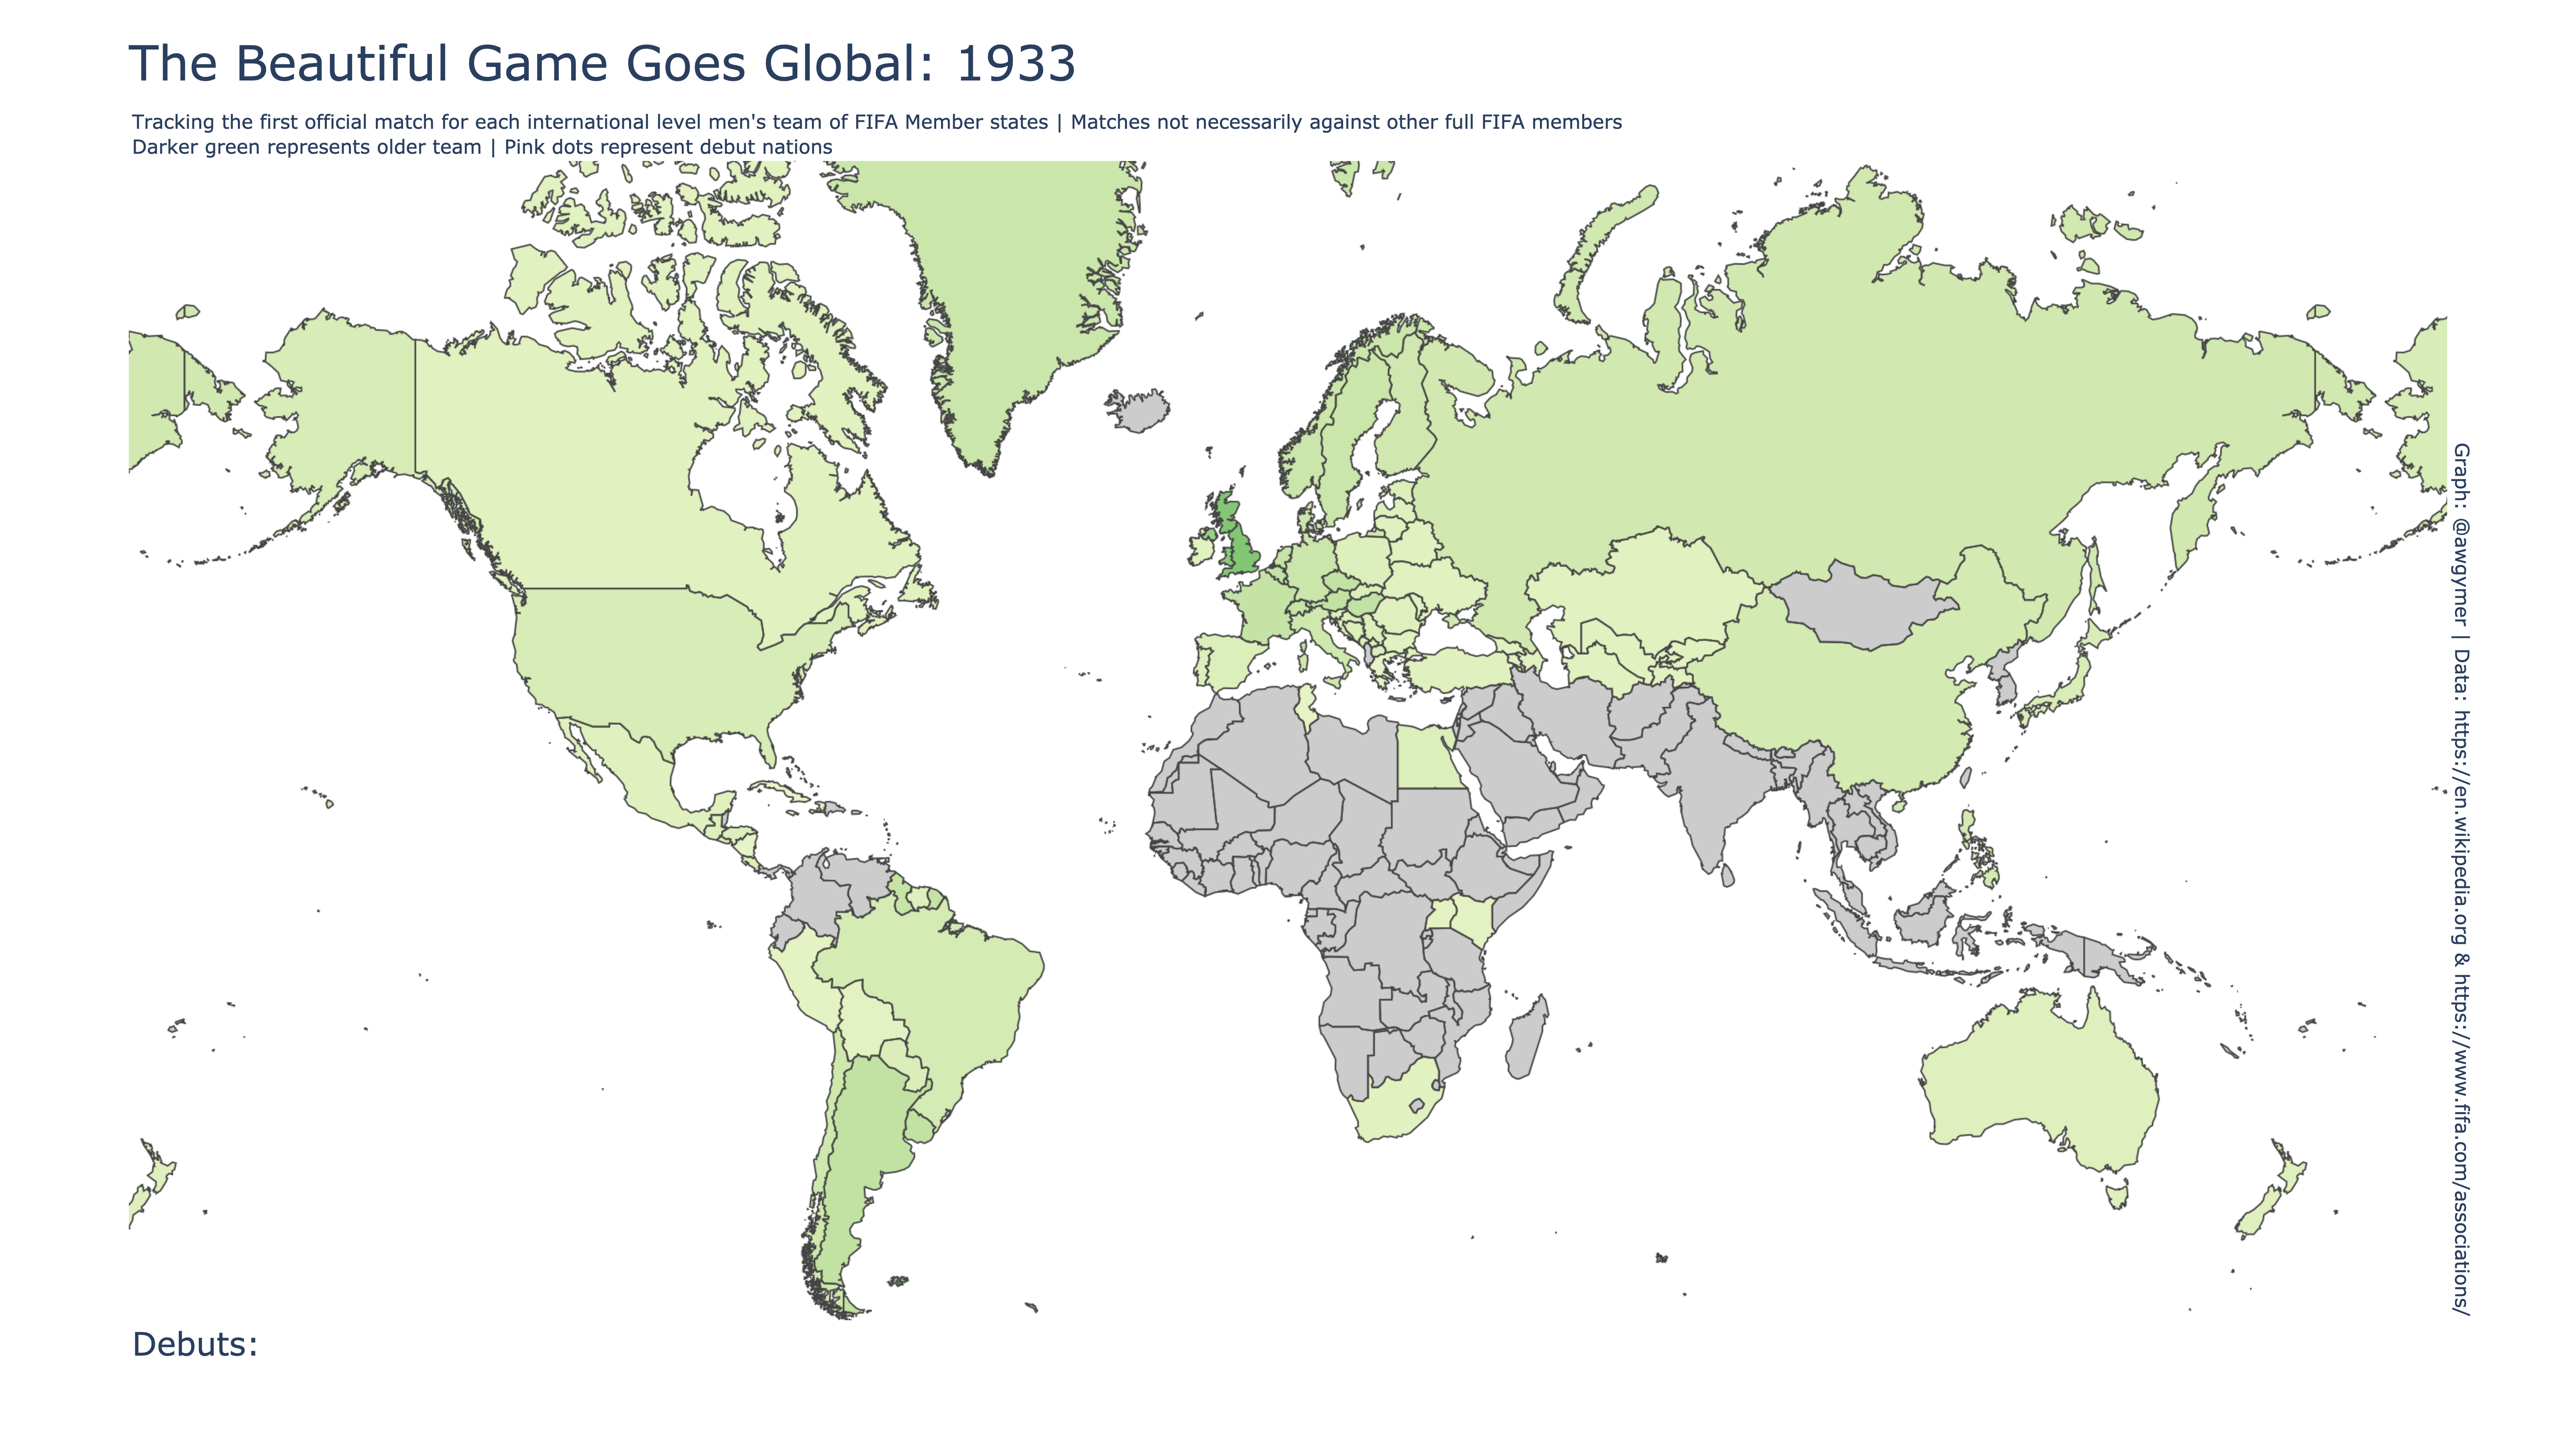 The Beautiful Game Goes Global: 1933
Tracking the first official match for each international level men's team of FIFA Member states | Matches not necessarily against other full FIFA members
Darker green represents older team | Pink dots represent debut nations
Graph: @awgymer | Data: https://en.wikipedia.org & https://www.fifa.com/associations/
Debuts: